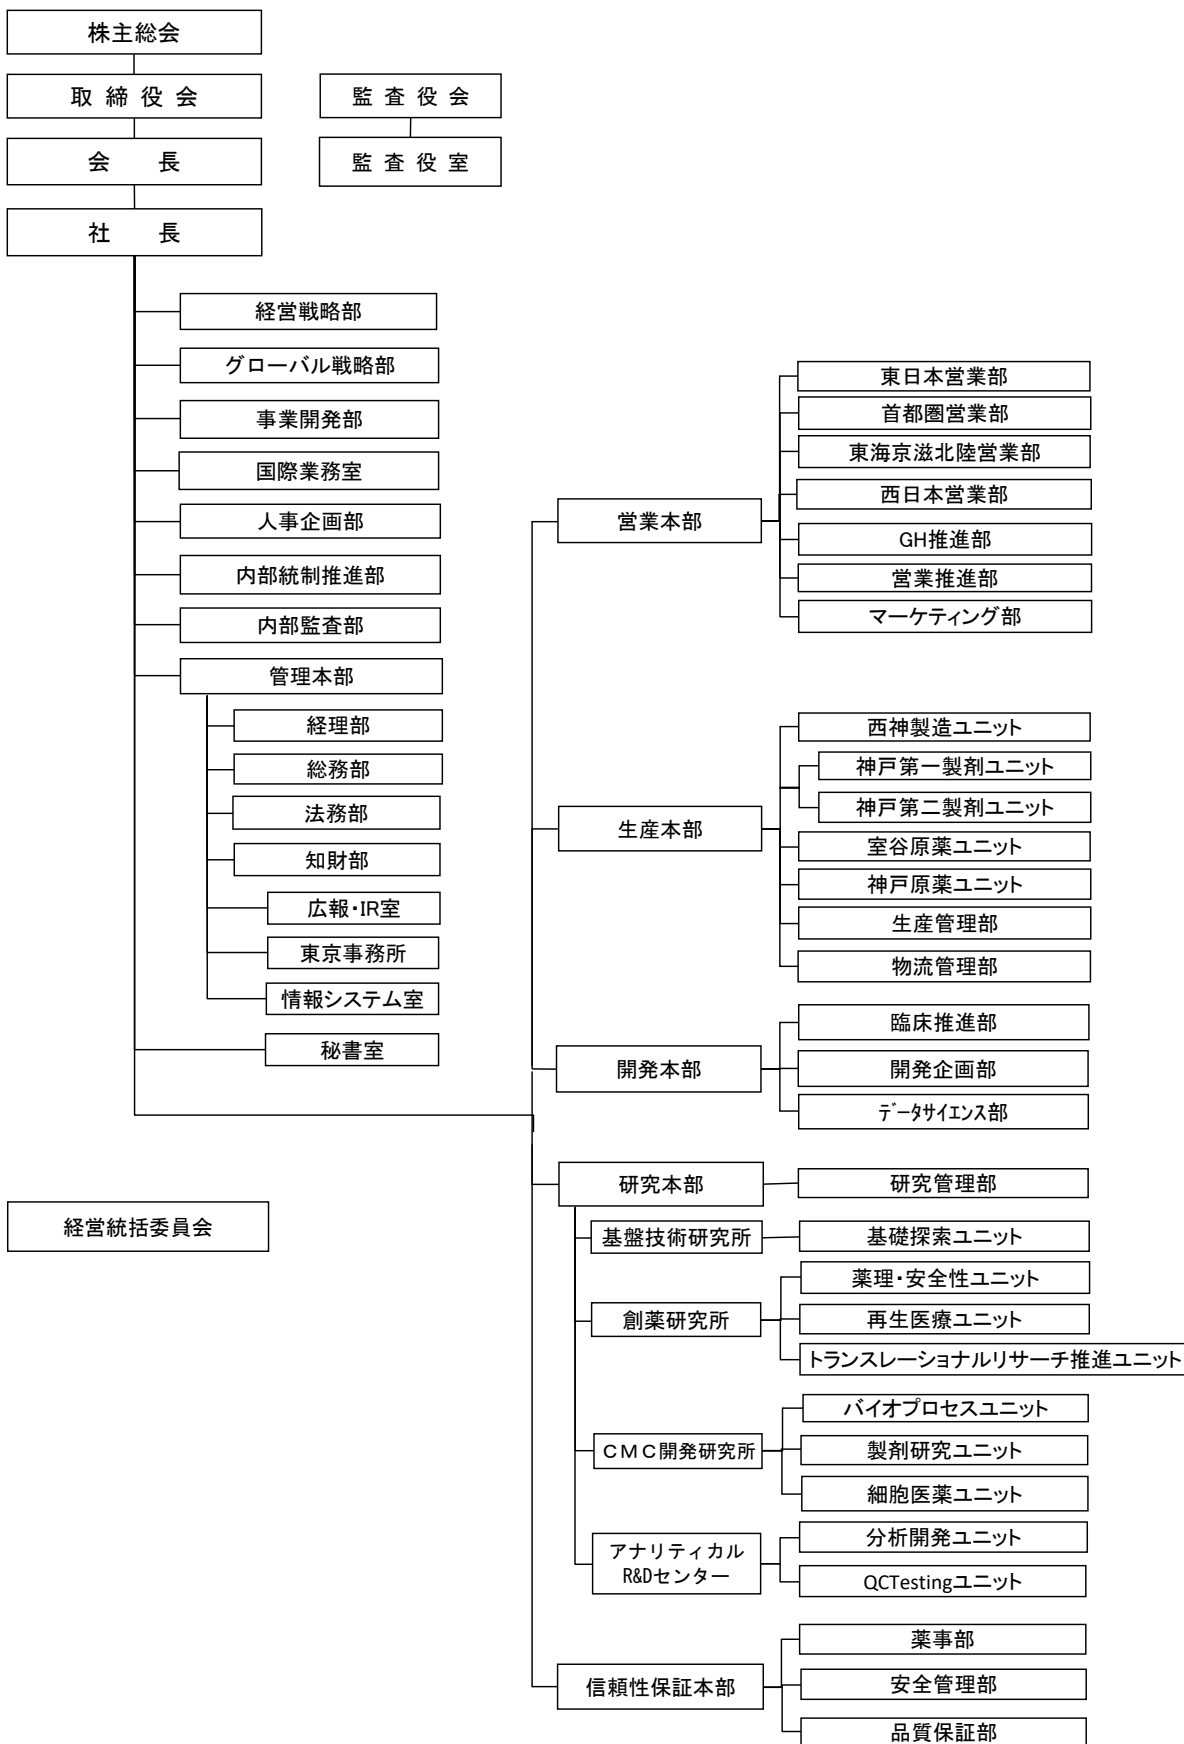 株主総会
取 締 役 会
監 査 役 会
会　　長
監 査 役 室
社　　長
経営戦略部
グローバル戦略部
事業開発部
国際業務室
人事企画部
内部統制推進部
内部監査部
管理本部
経理部
総務部
法務部
知財部
広報・IR室
東京事務所
情報システム室
秘書室
経営統括委員会
営業本部
東日本営業部
首都圏営業部
東海京滋北陸営業部
西日本営業部
GH推進部
営業推進部
マーケティング部
生産本部
西神製造ユニット
神戸第一製剤ユニット
神戸第二製剤ユニット
室谷原薬ユニット
神戸原薬ユニット
生産管理部
物流管理部
開発本部
臨床推進部
開発企画部
ﾃﾞｰﾀサイエンス部
研究本部
研究管理部
基盤技術研究所
基礎探索ユニット
創薬研究所
薬理・安全性ユニット
再生医療ユニット
トランスレーショナルリサーチ推進ユニット
ＣＭＣ開発研究所
バイオプロセスユニット
製剤研究ユニット
細胞医薬ユニット
アナリティカル
R&Dセンター
分析開発ユニット
QCTestingユニット
信頼性保証本部
薬事部
安全管理部
品質保証部